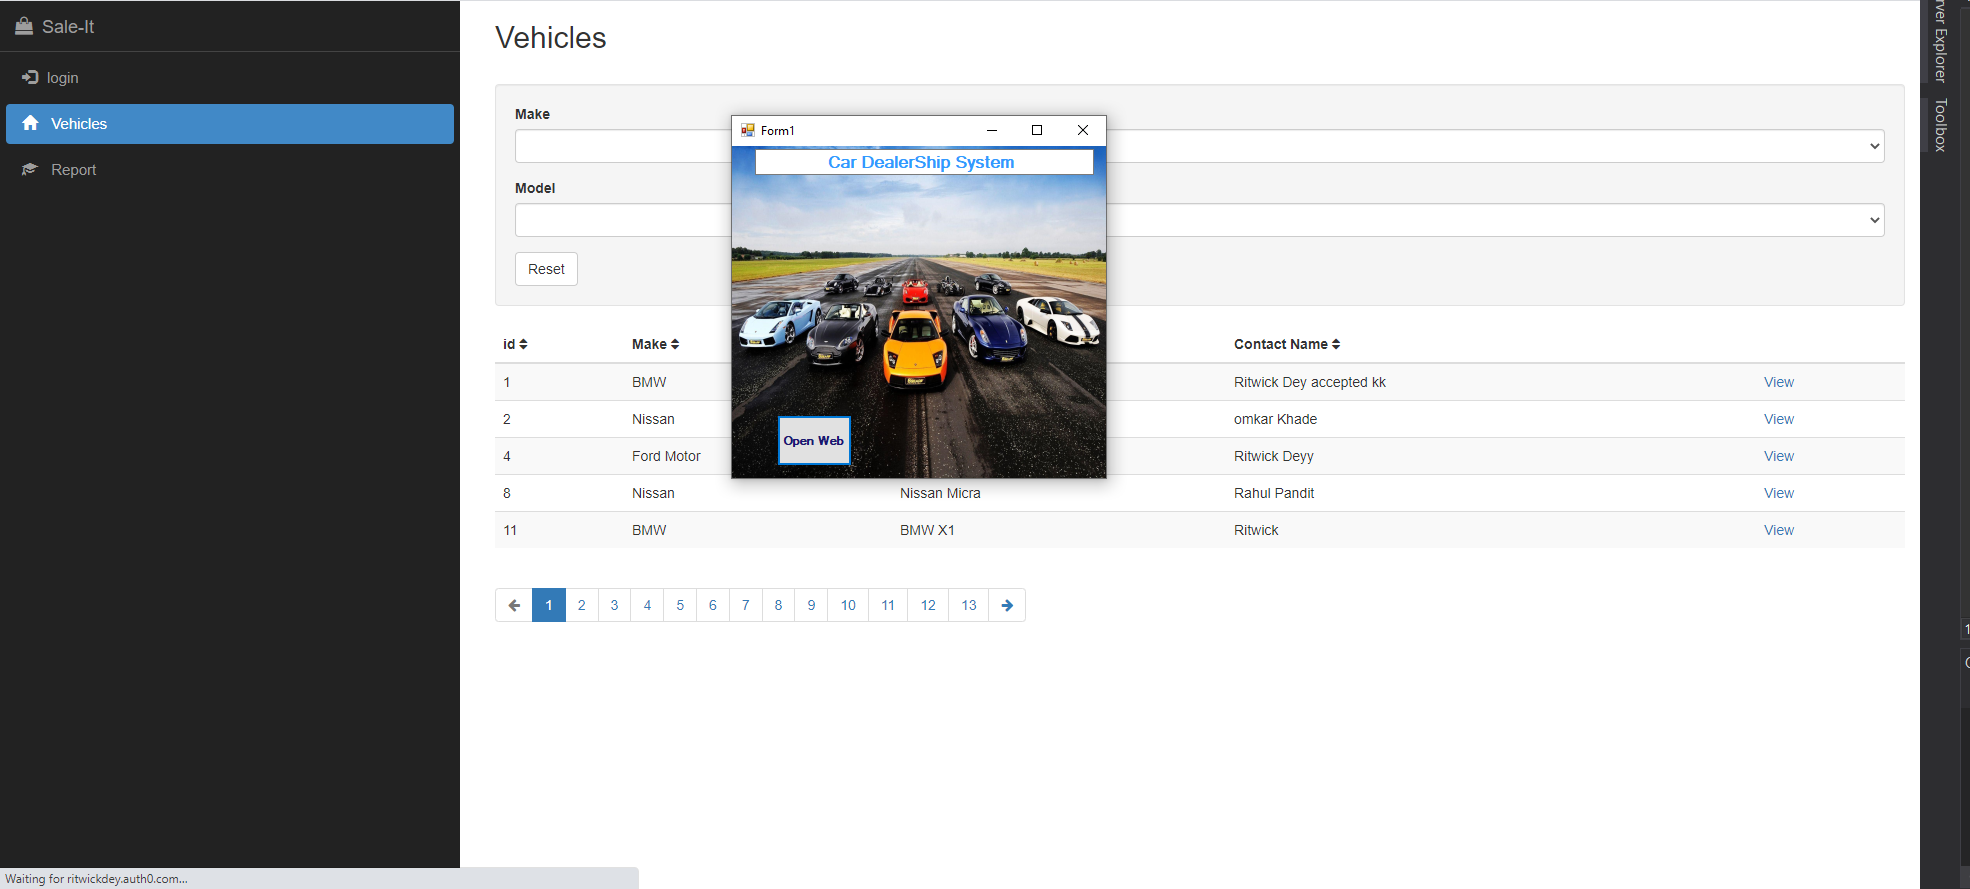 Sale-It
login
Vehicles
Report
Vehicles
Make
Model
Reset
id Make Contact Name
1 BMW Ritwick Dey accepted kk View
2 Nissan omkar Khade View
4 Ford Motor Ritwick Deyy View
8 Nissan Nissan Micra Rahul Pandit View
11 BMW BMW X1 Ritwick View
1 2 3 4 5 6 7 8 9 10 11 12 13
Form1
Car DealerShip System
Open Web
Explorer
Toolbox
Waiting for ritwickdey.auth0.com...